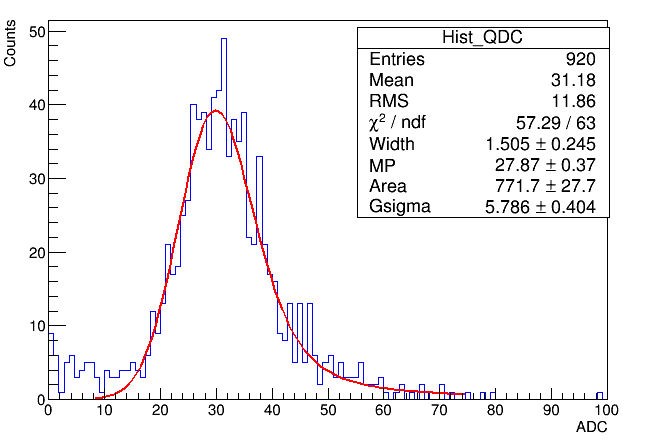 Counts
50
40
30
20
10
0
0 10 20 30 40 50 60 70 80 90 100
ADC
Hist_QDC
Entries 920
Mean 31.18
RMS 11.86
χ² / ndf 57.29 / 63
Width 1.505 ± 0.245
MP 27.87 ± 0.37
Area 771.7 ± 27.7
Gsigma 5.786 ± 0.404